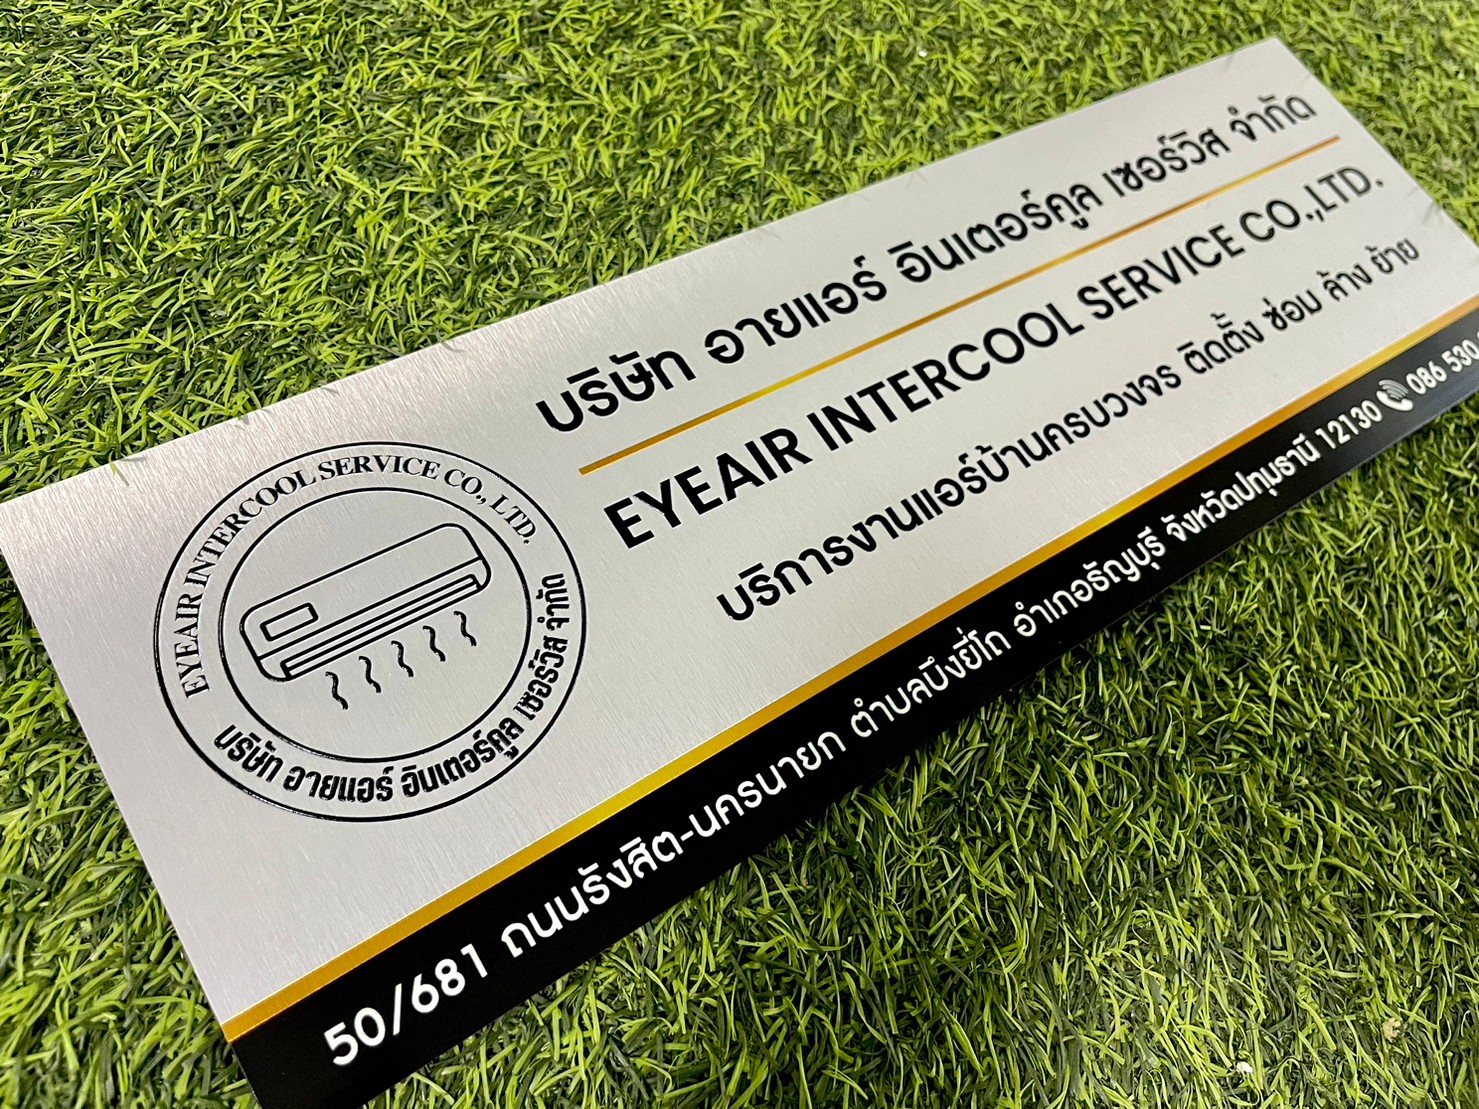 บริษัท อายแอร์ อินเตอร์คูล เซอร์วิส จำกัด
EYEAIR INTERCOOL SERVICE CO.,LTD.
บริการงานแอร์บ้านครบวงจร ติดตั้ง ซ่อม ล้าง ย้าย
EYEAIR INTERCOOL SERVICE CO., LTD.
บริษัท อายแอร์ อินเตอร์คูล เซอร์วิส จำกัด
50/681 ถนนรังสิต-นครนายก ตำบลบึงยี่โถ อำเภอธัญบุรี จังหวัดปทุมธานี 12130 086 530